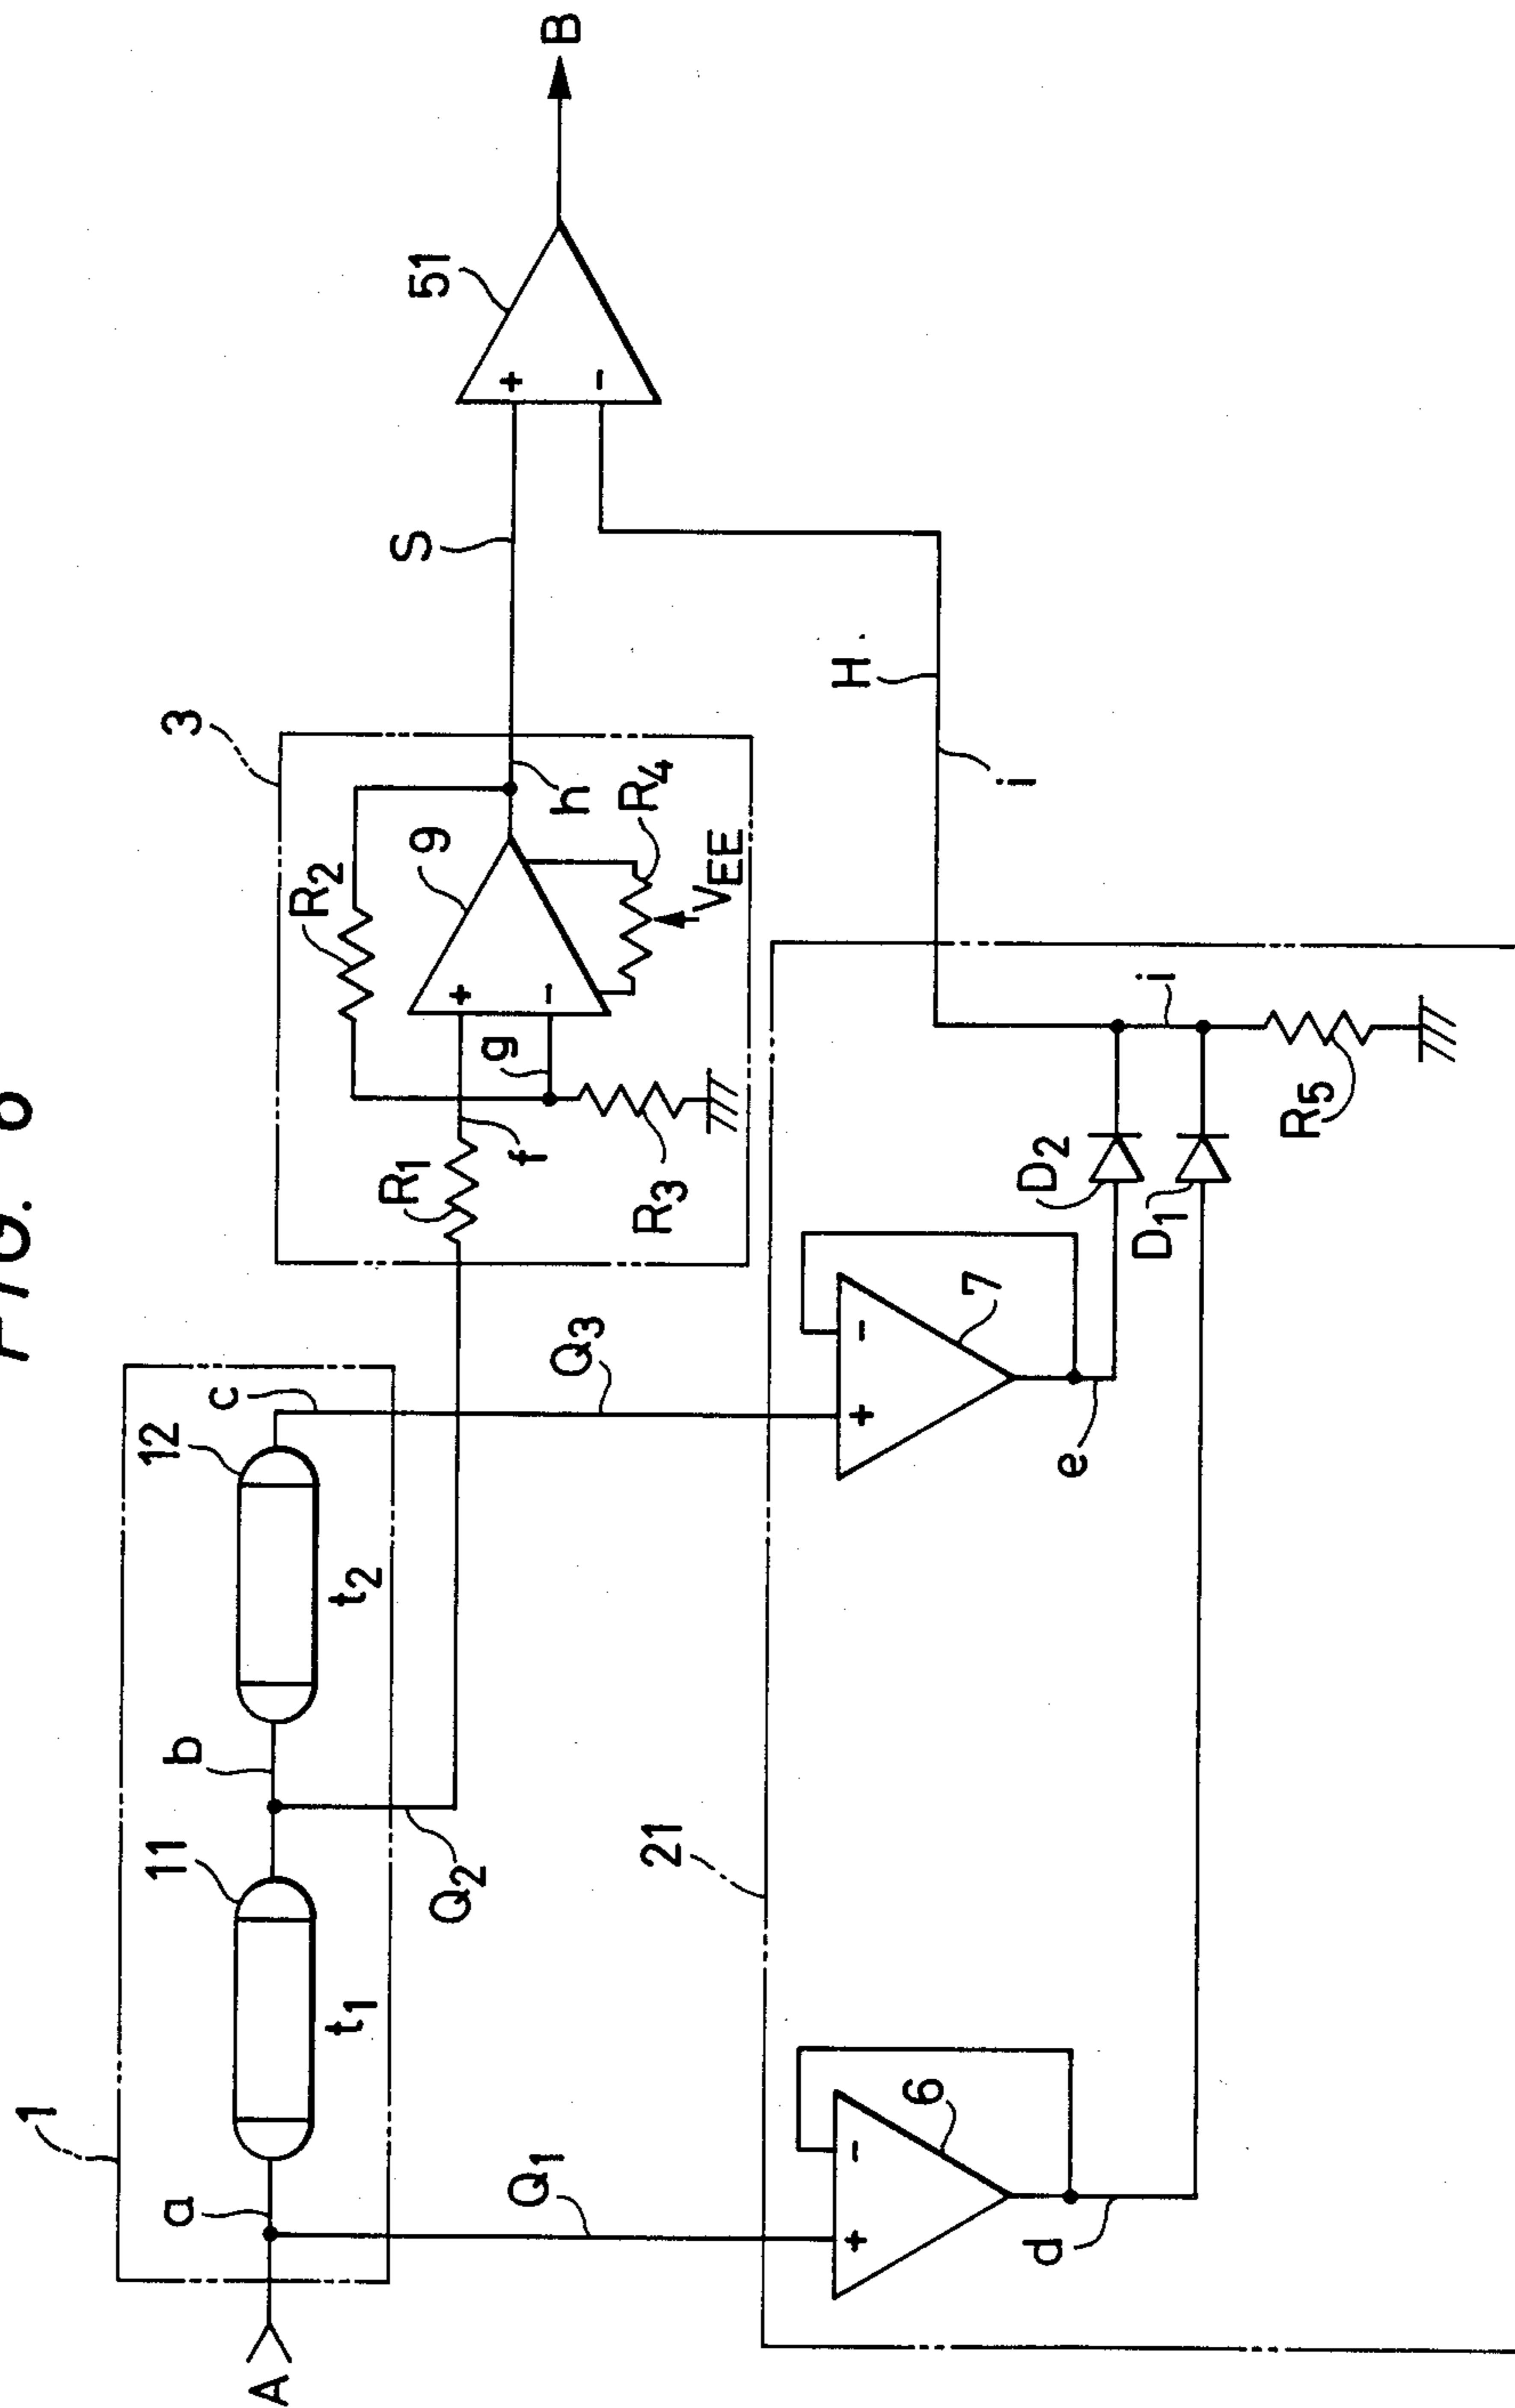 FIG. 8
1
A
a
11
t1
b
12
t2
c
Q1
Q2
Q3
3
R1
f
g
+
-
9
R2
R3
R4
VEE
h
S
+
-
51
B
21
+
-
6
d
+
-
7
e
D2
D1
i
R5
H
i